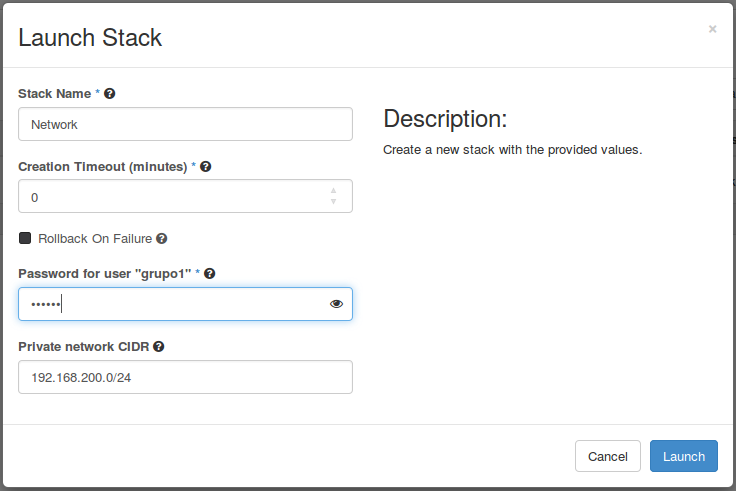 Launch Stack
×
Stack Name *
Network
Description:
Create a new stack with the provided values.
Creation Timeout (minutes) *
0
Rollback On Failure
Password for user "grupo1" *
••••••
Private network CIDR
192.168.200.0/24
Cancel
Launch